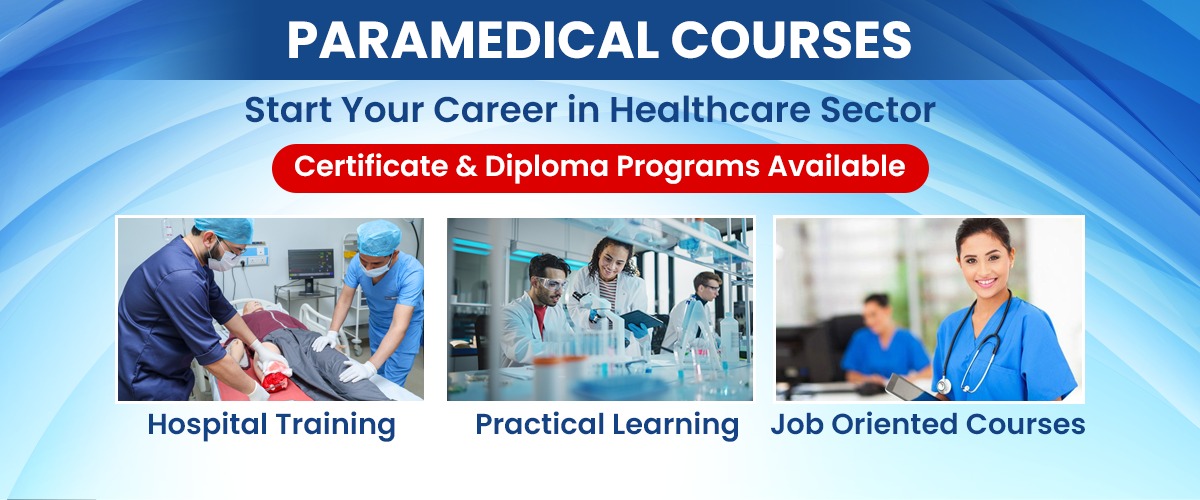 PARAMEDICAL COURSES
Start Your Career in Healthcare Sector
Certificate & Diploma Programs Available
Hospital Training
Practical Learning
Job Oriented Courses